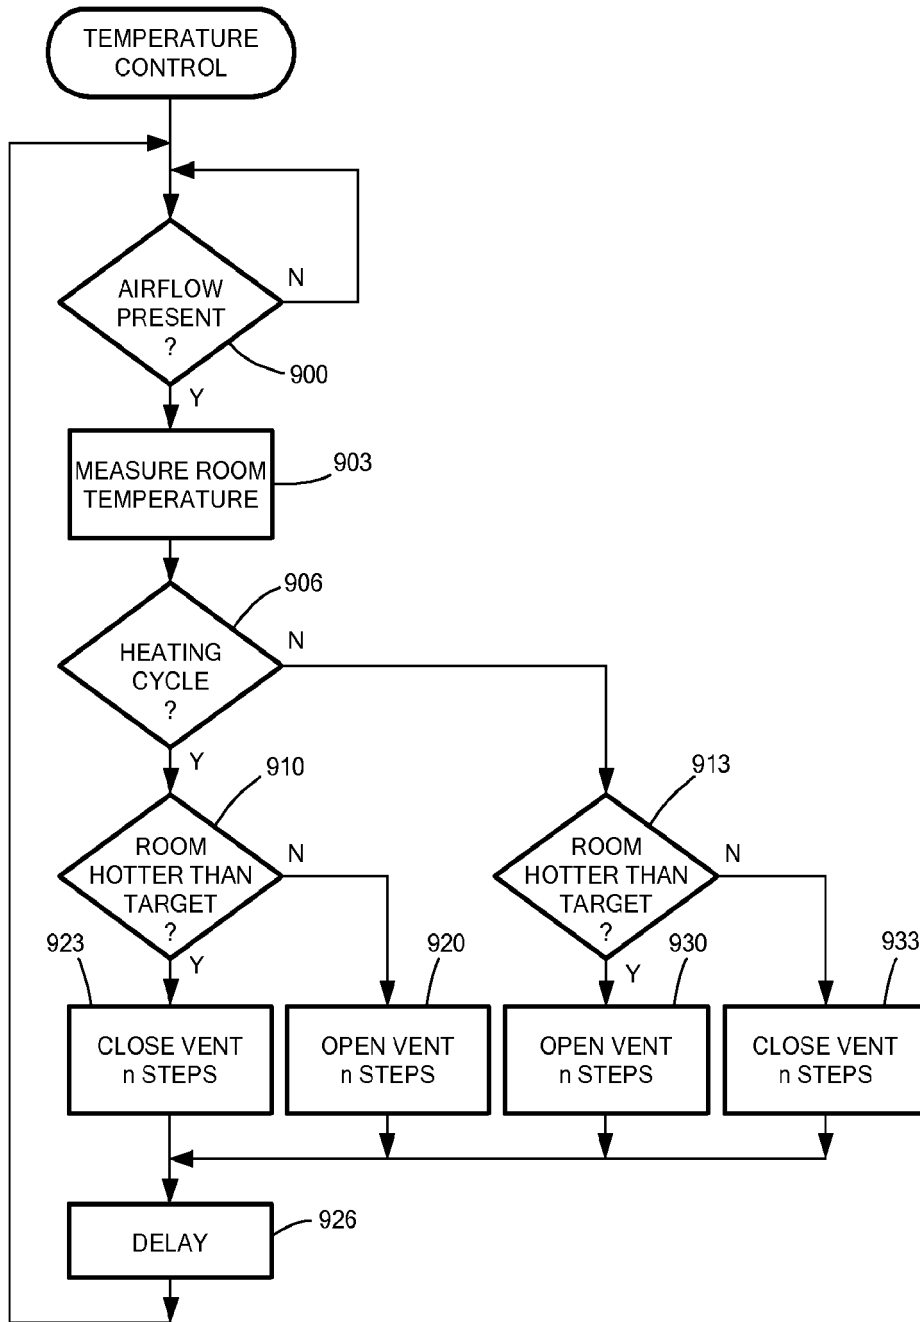 TEMPERATURE
CONTROL
AIRFLOW
PRESENT
?
N
900
Y
MEASURE ROOM
TEMPERATURE
903
906
HEATING
CYCLE
?
N
Y
910
ROOM
HOTTER THAN
TARGET
?
N
Y
913
ROOM
HOTTER THAN
TARGET
?
N
Y
923
CLOSE VENT
n STEPS
920
OPEN VENT
n STEPS
930
OPEN VENT
n STEPS
933
CLOSE VENT
n STEPS
DELAY
926